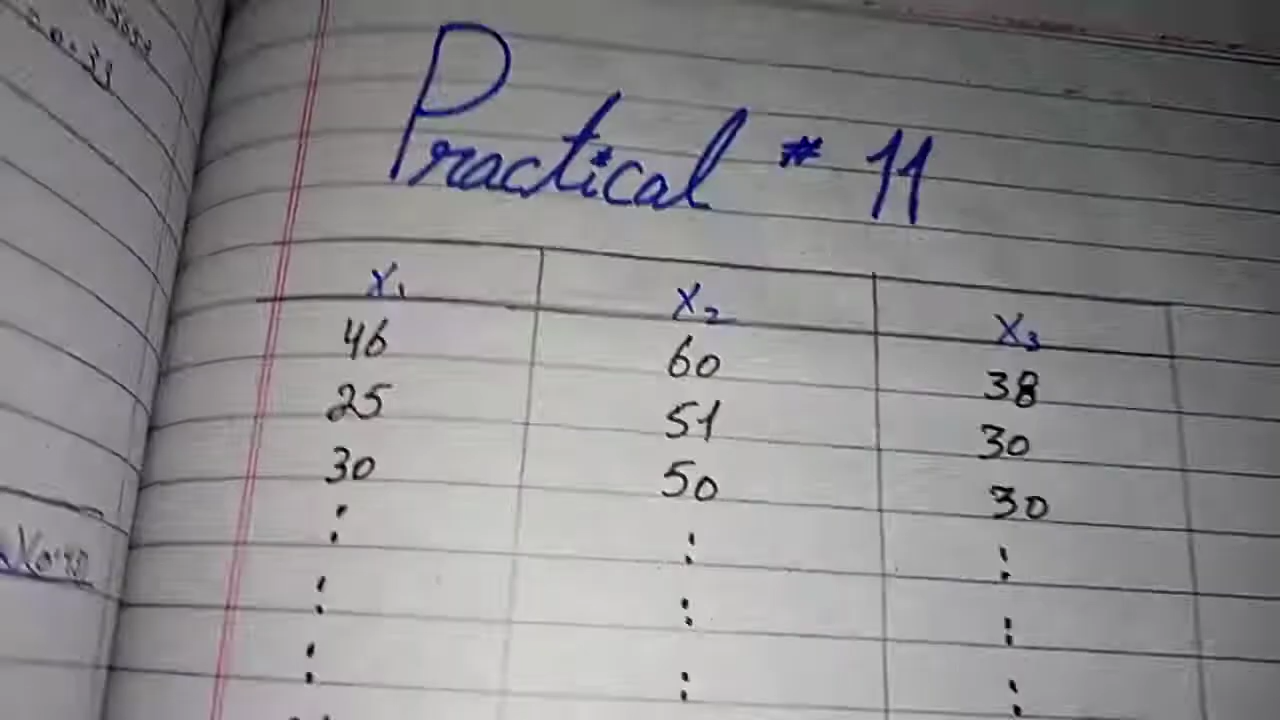 Practical # 11
X₁ X₂ X₃
46 60 38
25 51 30
30 50 30
: : :
: : :
: : :